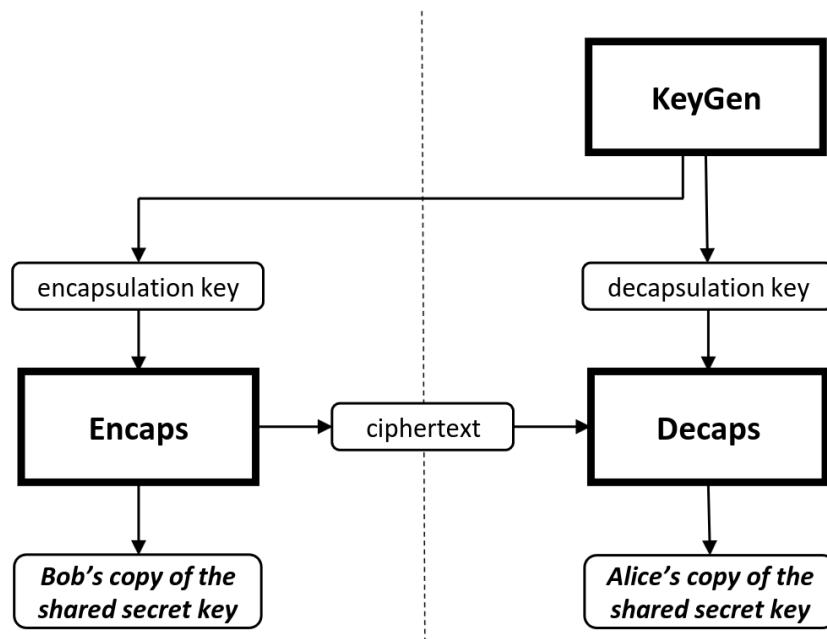 KeyGen
encapsulation key
decapsulation key
Encaps
ciphertext
Decaps
Bob’s copy of the
shared secret key
Alice’s copy of the
shared secret key